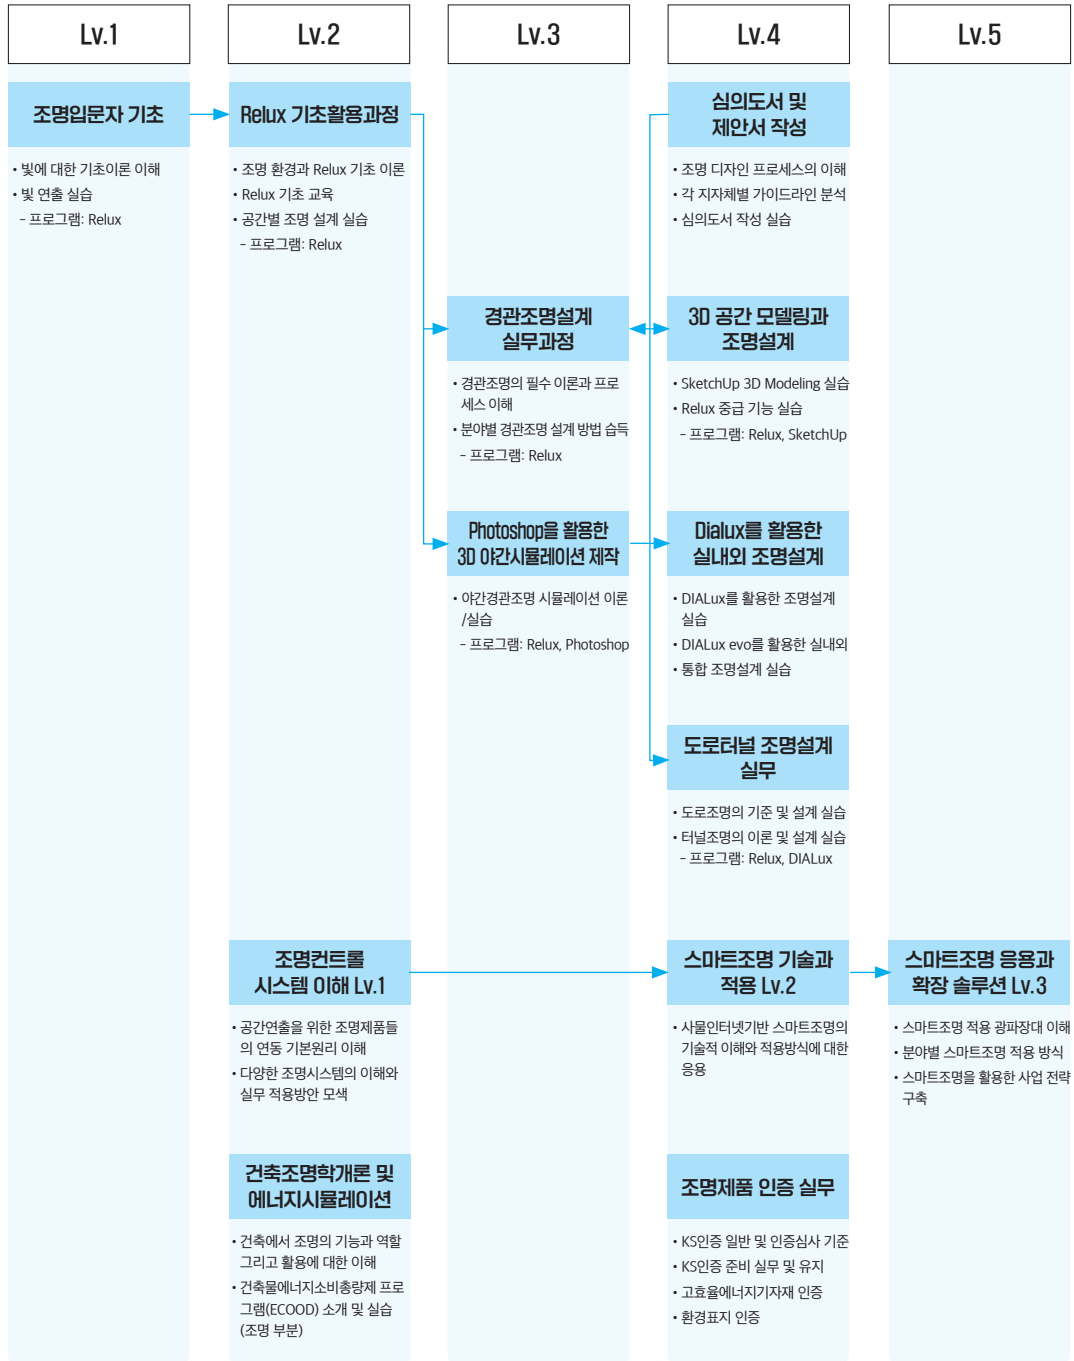 Lv.1
Lv.2
Lv.3
Lv.4
Lv.5
조명입문자 기초
• 빛에 대한 기초이론 이해
• 빛 연출 실습
- 프로그램: Relux
Relux 기초활용과정
• 조명 환경과 Relux 기초 이론
• Relux 기초 교육
• 공간별 조명 설계 실습
- 프로그램: Relux
심의도서 및
제안서 작성
• 조명 디자인 프로세스의 이해
• 각 지자체별 가이드라인 분석
• 심의도서 작성 실습
경관조명설계
실무과정
• 경관조명의 필수 이론과 프로
세스 이해
• 분야별 경관조명 설계 방법 습득
- 프로그램: Relux
3D 공간 모델링과
조명설계
• SketchUp 3D Modeling 실습
• Relux 중급 기능 실습
- 프로그램: Relux, SketchUp
Photoshop을 활용한
3D 야간시뮬레이션 제작
• 야간경관조명 시뮬레이션 이론
/실습
- 프로그램: Relux, Photoshop
Dialux를 활용한
실내외 조명설계
• DIALux를 활용한 조명설계
실습
• DIALux evo를 활용한 실내외
• 통합 조명설계 실습
도로터널 조명설계
실무
• 도로조명의 기준 및 설계 실습
• 터널조명의 이론 및 설계 실습
- 프로그램: Relux, DIALux
조명컨트롤
시스템 이해 Lv.1
• 공간연출을 위한 조명제품들
의 연동 기본원리 이해
• 다양한 조명시스템의 이해와
실무 적용방안 모색
스마트조명 기술과
적용 Lv.2
• 사물인터넷기반 스마트조명의
기술적 이해와 적용방식에 대한
응용
스마트조명 응용과
확장 솔루션 Lv.3
• 스마트조명 적용 광파장대 이해
• 분야별 스마트조명 적용 방식
• 스마트조명을 활용한 사업 전략
구축
건축조명학개론 및
에너지시뮬레이션
• 건축에서 조명의 기능과 역할
그리고 활용에 대한 이해
• 건축물에너지소비총량제 프로
그램(ECOOD) 소개 및 실습
(조명 부분)
조명제품 인증 실무
• KS인증 일반 및 인증심사 기준
• KS인증 준비 실무 및 유지
• 고효율에너지기자재 인증
• 환경표지 인증